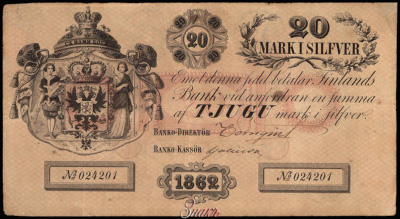 20
20
MARK I SILFVER
Emot denna sedel betalar Finlands
Bank vid anfordran en summa
af TJUGU mark i silfver.
BANKO-DIREKTÖR
BANKO-KASSÖR
No 024201
1862
No 024201